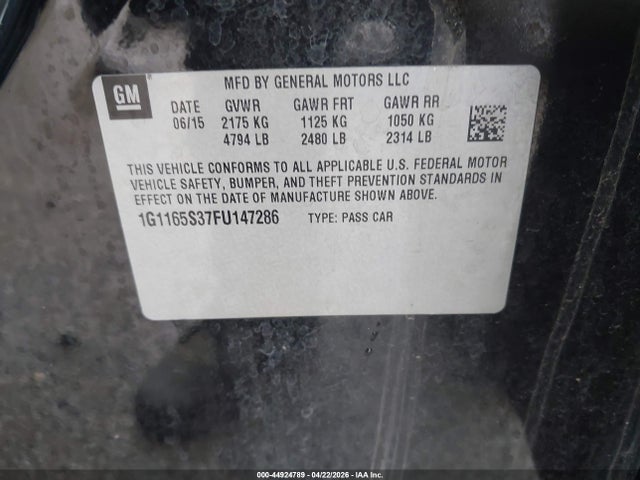 GM
MFD BY GENERAL MOTORS LLC
DATE GVWR GAWR FRT GAWR RR
06/15 2175 KG 1125 KG 1050 KG
4794 LB 2480 LB 2314 LB
THIS VEHICLE CONFORMS TO ALL APPLICABLE U.S. FEDERAL MOTOR
VEHICLE SAFETY, BUMPER, AND THEFT PREVENTION STANDARDS IN
EFFECT ON THE DATE OF MANUFACTURE SHOWN ABOVE.
1G1165S37FU147286 TYPE: PASS CAR
000-44924789 | 04/22/2026 | IAA Inc.